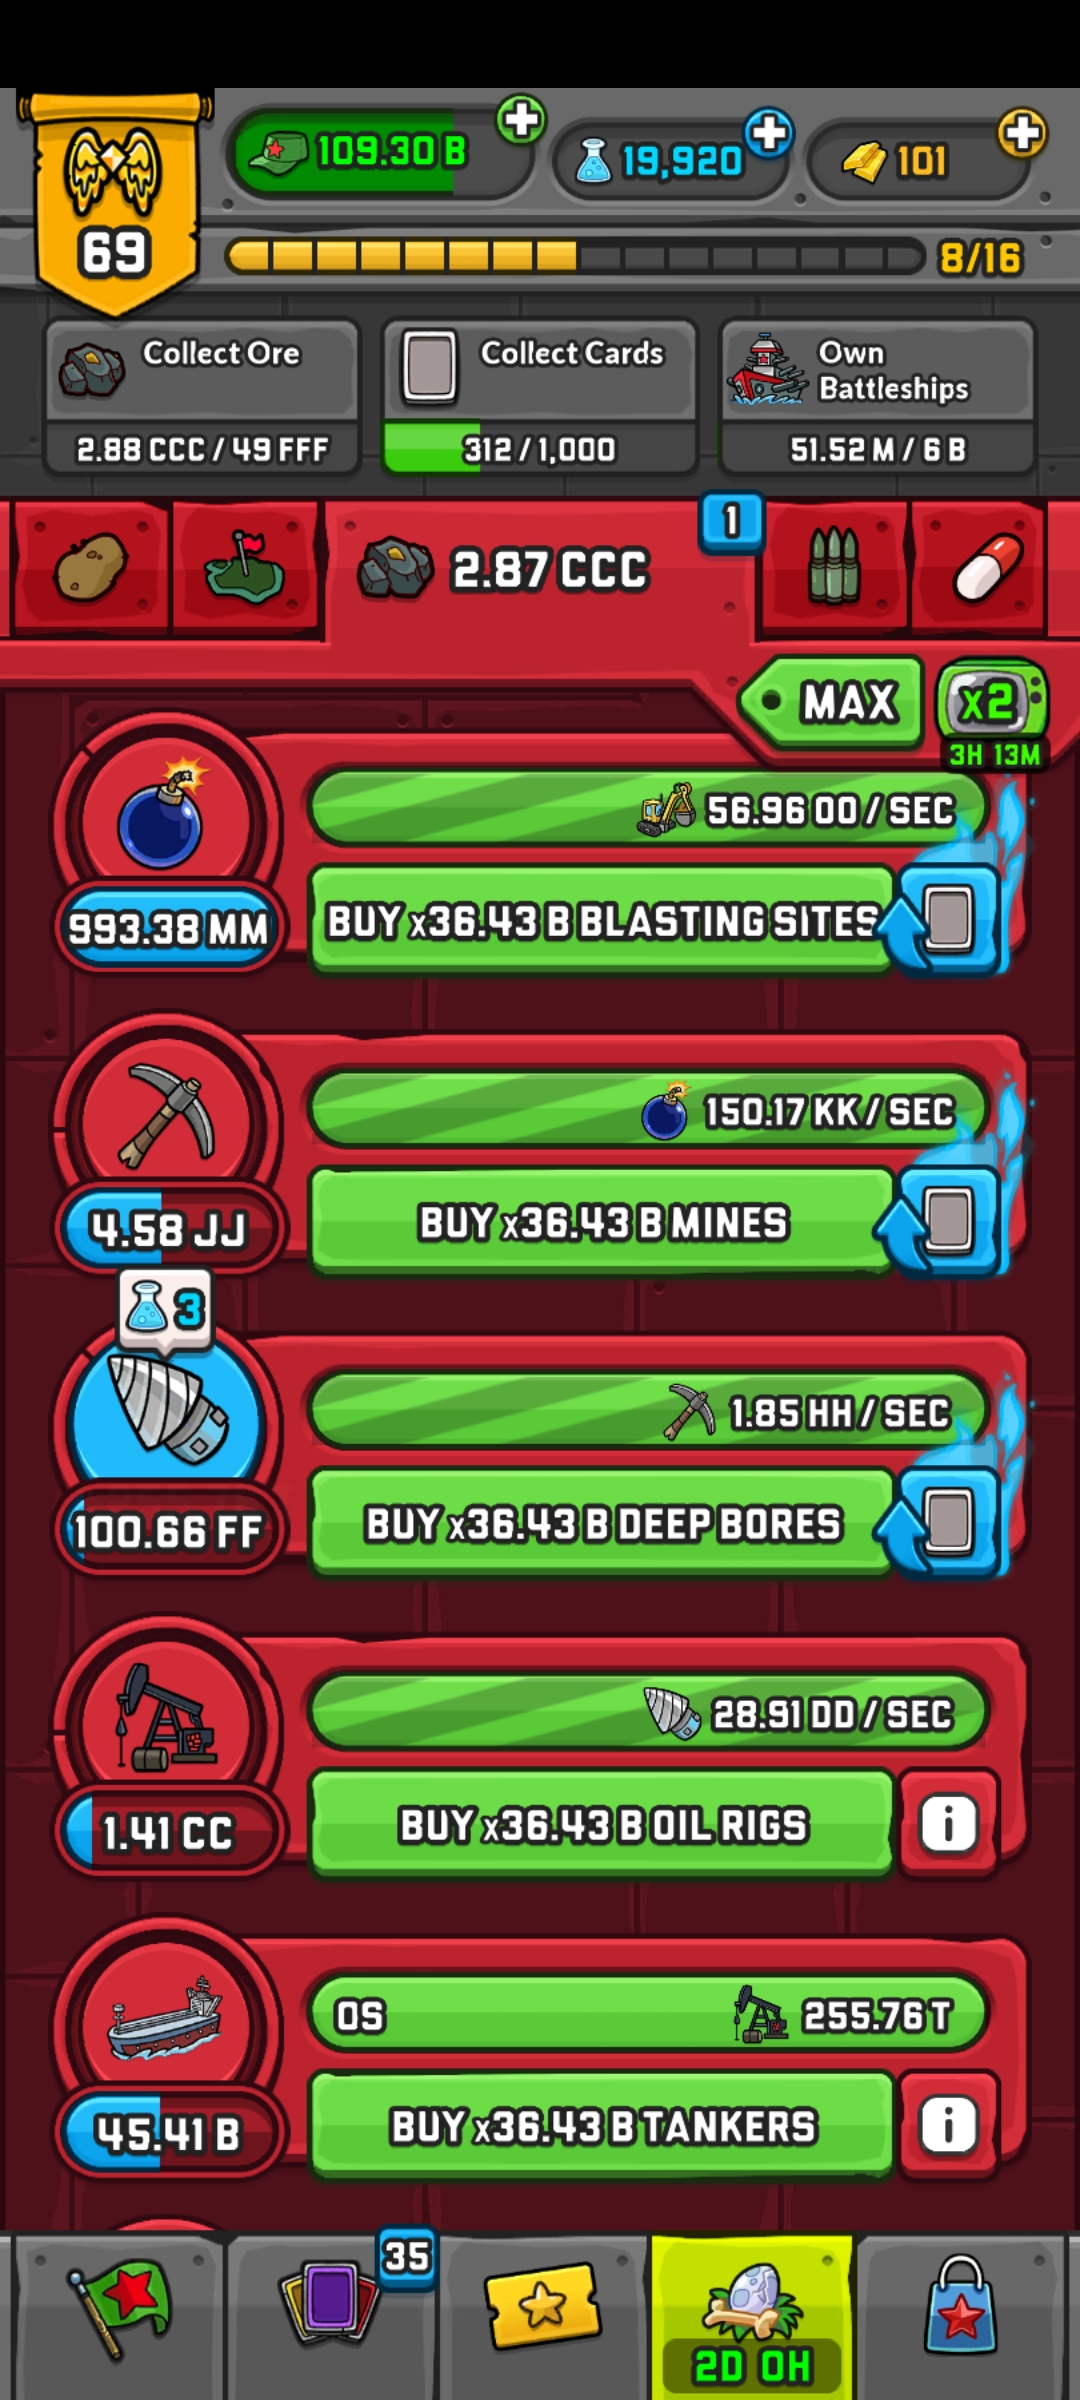 109.30 B
19,920
101
69
8/16
Collect Ore
2.88 CCC / 49 FFF
Collect Cards
312 / 1,000
Own
Battleships
51.52 M / 6 B
2.87 CCC
1
MAX
x2
3H 13M
56.96 OO / SEC
993.38 MM
BUY x36.43 B BLASTING SITES
150.17 KK / SEC
4.58 JJ
BUY x36.43 B MINES
3
1.85 HH / SEC
100.66 FF
BUY x36.43 B DEEP BORES
28.91 DD / SEC
1.41 CC
BUY x36.43 B OIL RIGS
i
0S
255.76 T
45.41 B
BUY x36.43 B TANKERS
i
35
2D 0H